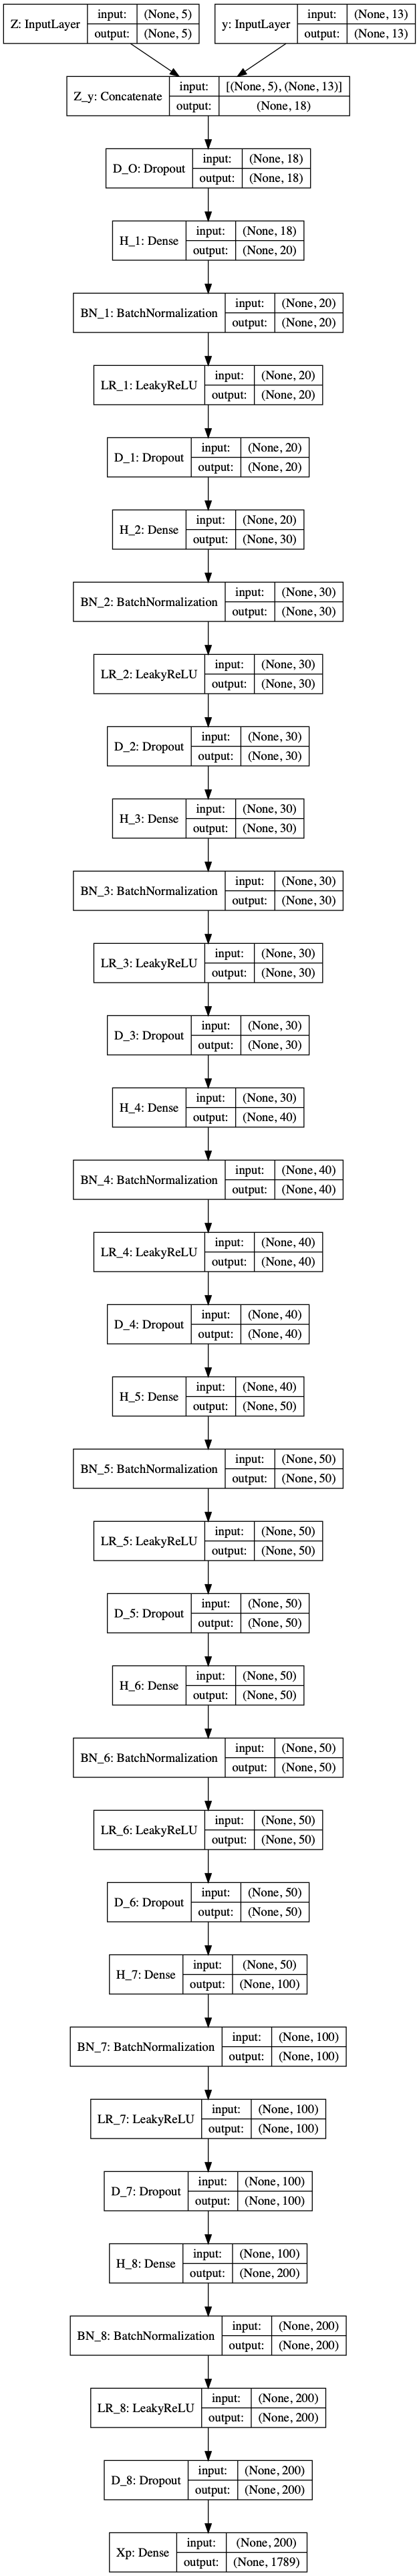 Z: InputLayer input: (None, 5)
output: (None, 5)
y: InputLayer input: (None, 13)
output: (None, 13)
Z_y: Concatenate input: [(None, 5), (None, 13)]
output: (None, 18)
D_O: Dropout input: (None, 18)
output: (None, 18)
H_1: Dense input: (None, 18)
output: (None, 20)
BN_1: BatchNormalization input: (None, 20)
output: (None, 20)
LR_1: LeakyReLU input: (None, 20)
output: (None, 20)
D_1: Dropout input: (None, 20)
output: (None, 20)
H_2: Dense input: (None, 20)
output: (None, 30)
BN_2: BatchNormalization input: (None, 30)
output: (None, 30)
LR_2: LeakyReLU input: (None, 30)
output: (None, 30)
D_2: Dropout input: (None, 30)
output: (None, 30)
H_3: Dense input: (None, 30)
output: (None, 30)
BN_3: BatchNormalization input: (None, 30)
output: (None, 30)
LR_3: LeakyReLU input: (None, 30)
output: (None, 30)
D_3: Dropout input: (None, 30)
output: (None, 30)
H_4: Dense input: (None, 30)
output: (None, 40)
BN_4: BatchNormalization input: (None, 40)
output: (None, 40)
LR_4: LeakyReLU input: (None, 40)
output: (None, 40)
D_4: Dropout input: (None, 40)
output: (None, 40)
H_5: Dense input: (None, 40)
output: (None, 50)
BN_5: BatchNormalization input: (None, 50)
output: (None, 50)
LR_5: LeakyReLU input: (None, 50)
output: (None, 50)
D_5: Dropout input: (None, 50)
output: (None, 50)
H_6: Dense input: (None, 50)
output: (None, 50)
BN_6: BatchNormalization input: (None, 50)
output: (None, 50)
LR_6: LeakyReLU input: (None, 50)
output: (None, 50)
D_6: Dropout input: (None, 50)
output: (None, 50)
H_7: Dense input: (None, 50)
output: (None, 100)
BN_7: BatchNormalization input: (None, 100)
output: (None, 100)
LR_7: LeakyReLU input: (None, 100)
output: (None, 100)
D_7: Dropout input: (None, 100)
output: (None, 100)
H_8: Dense input: (None, 100)
output: (None, 200)
BN_8: BatchNormalization input: (None, 200)
output: (None, 200)
LR_8: LeakyReLU input: (None, 200)
output: (None, 200)
D_8: Dropout input: (None, 200)
output: (None, 200)
Xp: Dense input: (None, 200)
output: (None, 1789)